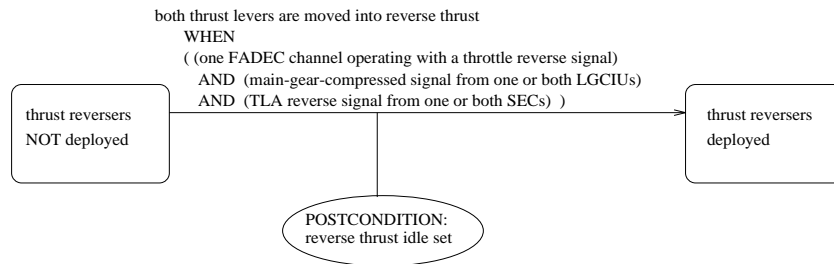 both thrust levers are moved into reverse thrust
WHEN
( (one FADEC channel operating with a throttle reverse signal)
AND (main-gear-compressed signal from one or both LGCIUs)
AND (TLA reverse signal from one or both SECs) )
thrust reversers
NOT deployed
thrust reversers
deployed
POSTCONDITION:
reverse thrust idle set